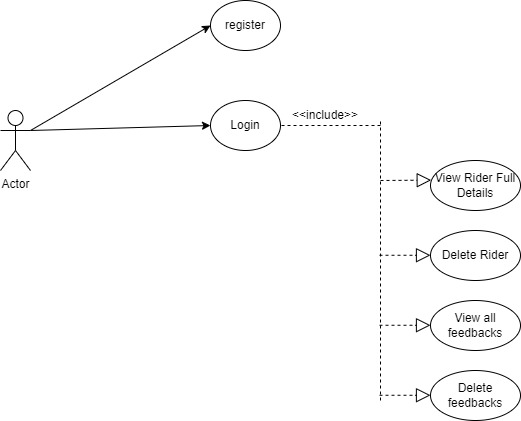 register
Login
<<include>>
Actor
View Rider Full
Details
Delete Rider
View all
feedbacks
Delete
feedbacks